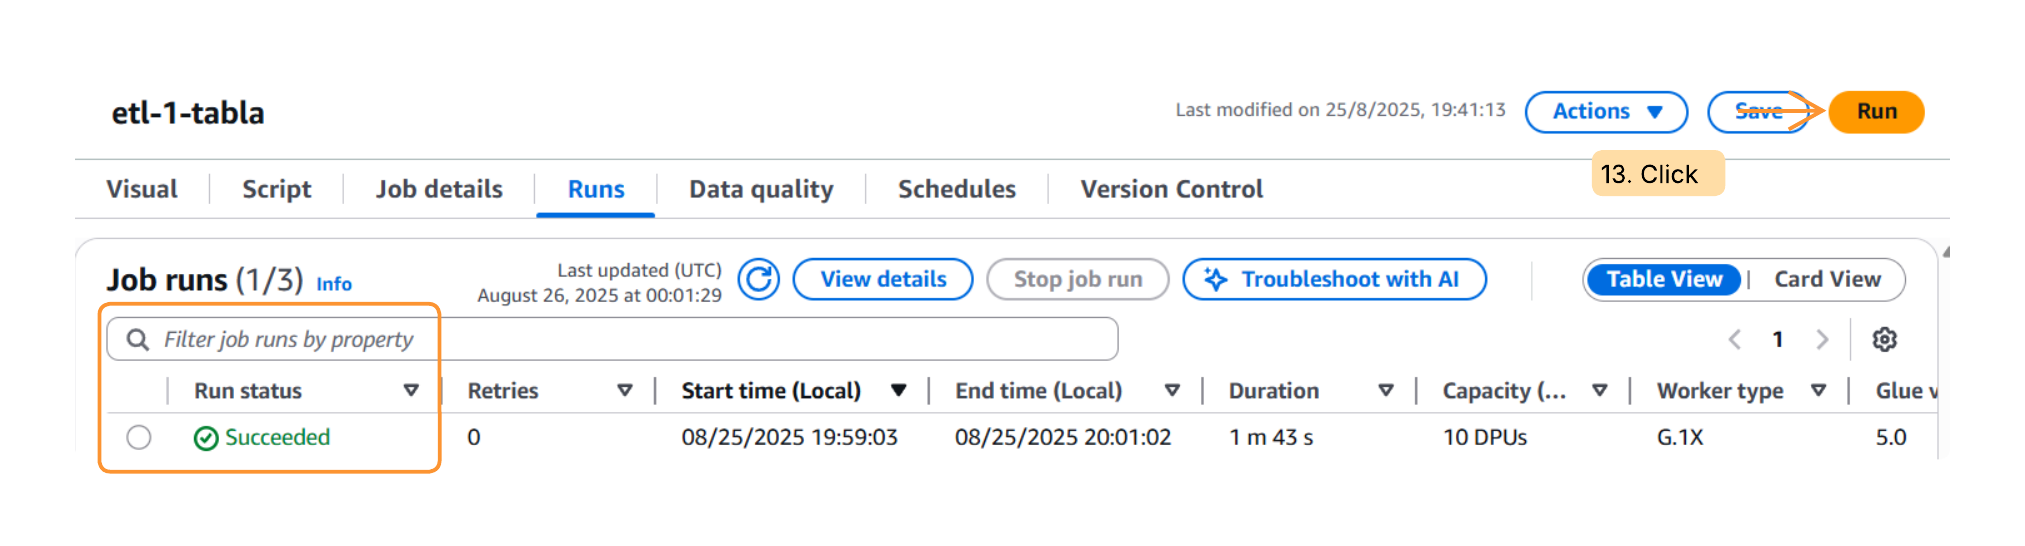 etl-1-tabla
Last modified on 25/8/2025, 19:41:13
Actions
Save
Run
13. Click
Visual
Script
Job details
Runs
Data quality
Schedules
Version Control
Job runs (1/3) Info
Last updated (UTC)
August 26, 2025 at 00:01:29
View details
Stop job run
Troubleshoot with AI
Table View
Card View
Filter job runs by property
1
Run status
Retries
Start time (Local)
End time (Local)
Duration
Capacity (...
Worker type
Glue v
Succeeded
0
08/25/2025 19:59:03
08/25/2025 20:01:02
1 m 43 s
10 DPUs
G.1X
5.0